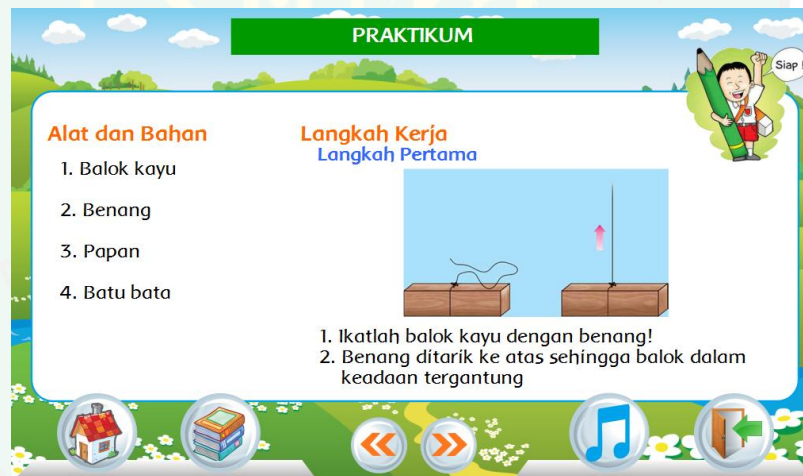 PRAKTIKUM
Siap !
Alat dan Bahan
1. Balok kayu
2. Benang
3. Papan
4. Batu bata
Langkah Kerja
Langkah Pertama
1. Ikatlah balok kayu dengan benang!
2. Benang ditarik ke atas sehingga balok dalam
keadaan tergantung